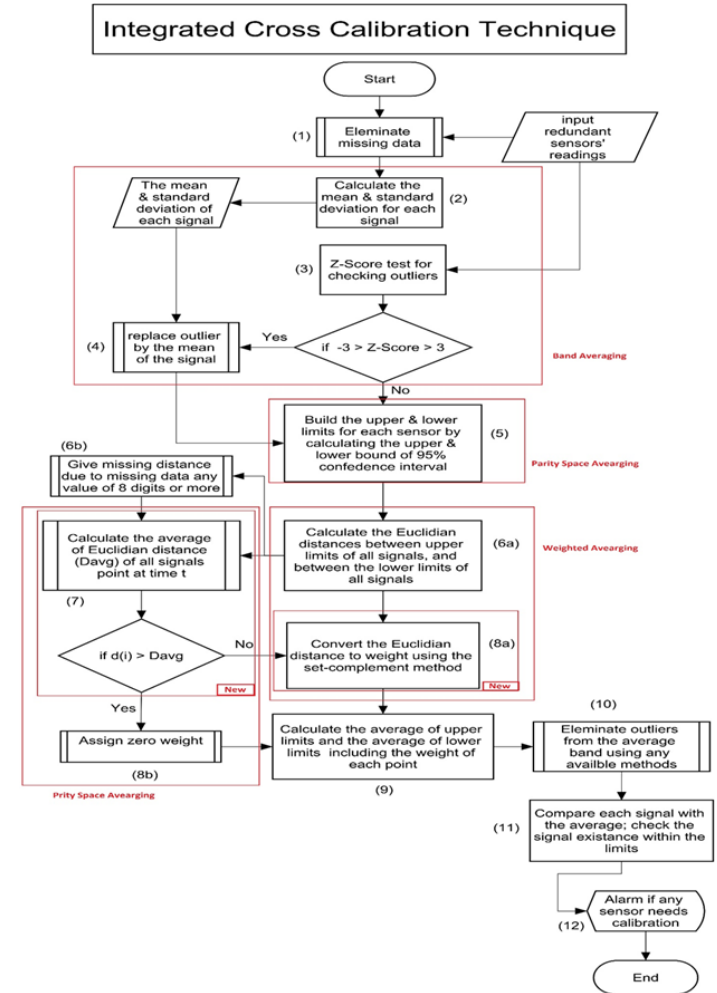 Integrated Cross Calibration Technique
Start
input
redundant
sensors'
readings
(1)
Eleminate
missing data
The mean
& standard
deviation of
each signal
Calculate the
mean & standard
deviation for each
signal
(2)
(3)
Z-Score test for
checking outliers
(4)
replace outlier
by the mean
of the signal
Yes
if -3 > Z-Score > 3
Band Averaging
No
Build the upper & lower
limits for each sensor by
calculating the upper &
lower bound of 95%
confedence interval
(5)
Parity Space Avearging
(6b)
Give missing distance
due to missing data any
value of 8 digits or more
Calculate the average
of Euclidian distance
(Davg) of all signals
point at time t
(7)
Calculate the Euclidian
distances between upper
limits of all signals, and
between the lower limits of
all signals
(6a)
Weighted Avearging
if d(i) > Davg
No
New
Convert the Euclidian
distance to weight using the
set-complement method
(8a)
New
Yes
Assign zero weight
(8b)
Prity Space Avearging
Calculate the average of upper
limits and the average of lower
limits including the weight of
each point
(9)
(10)
Eleminate outliers
from the average
band using any
availble methods
(11)
Compare each signal with
the average; check the
signal existance within the
limits
(12)
Alarm if any
sensor needs
calibration
End